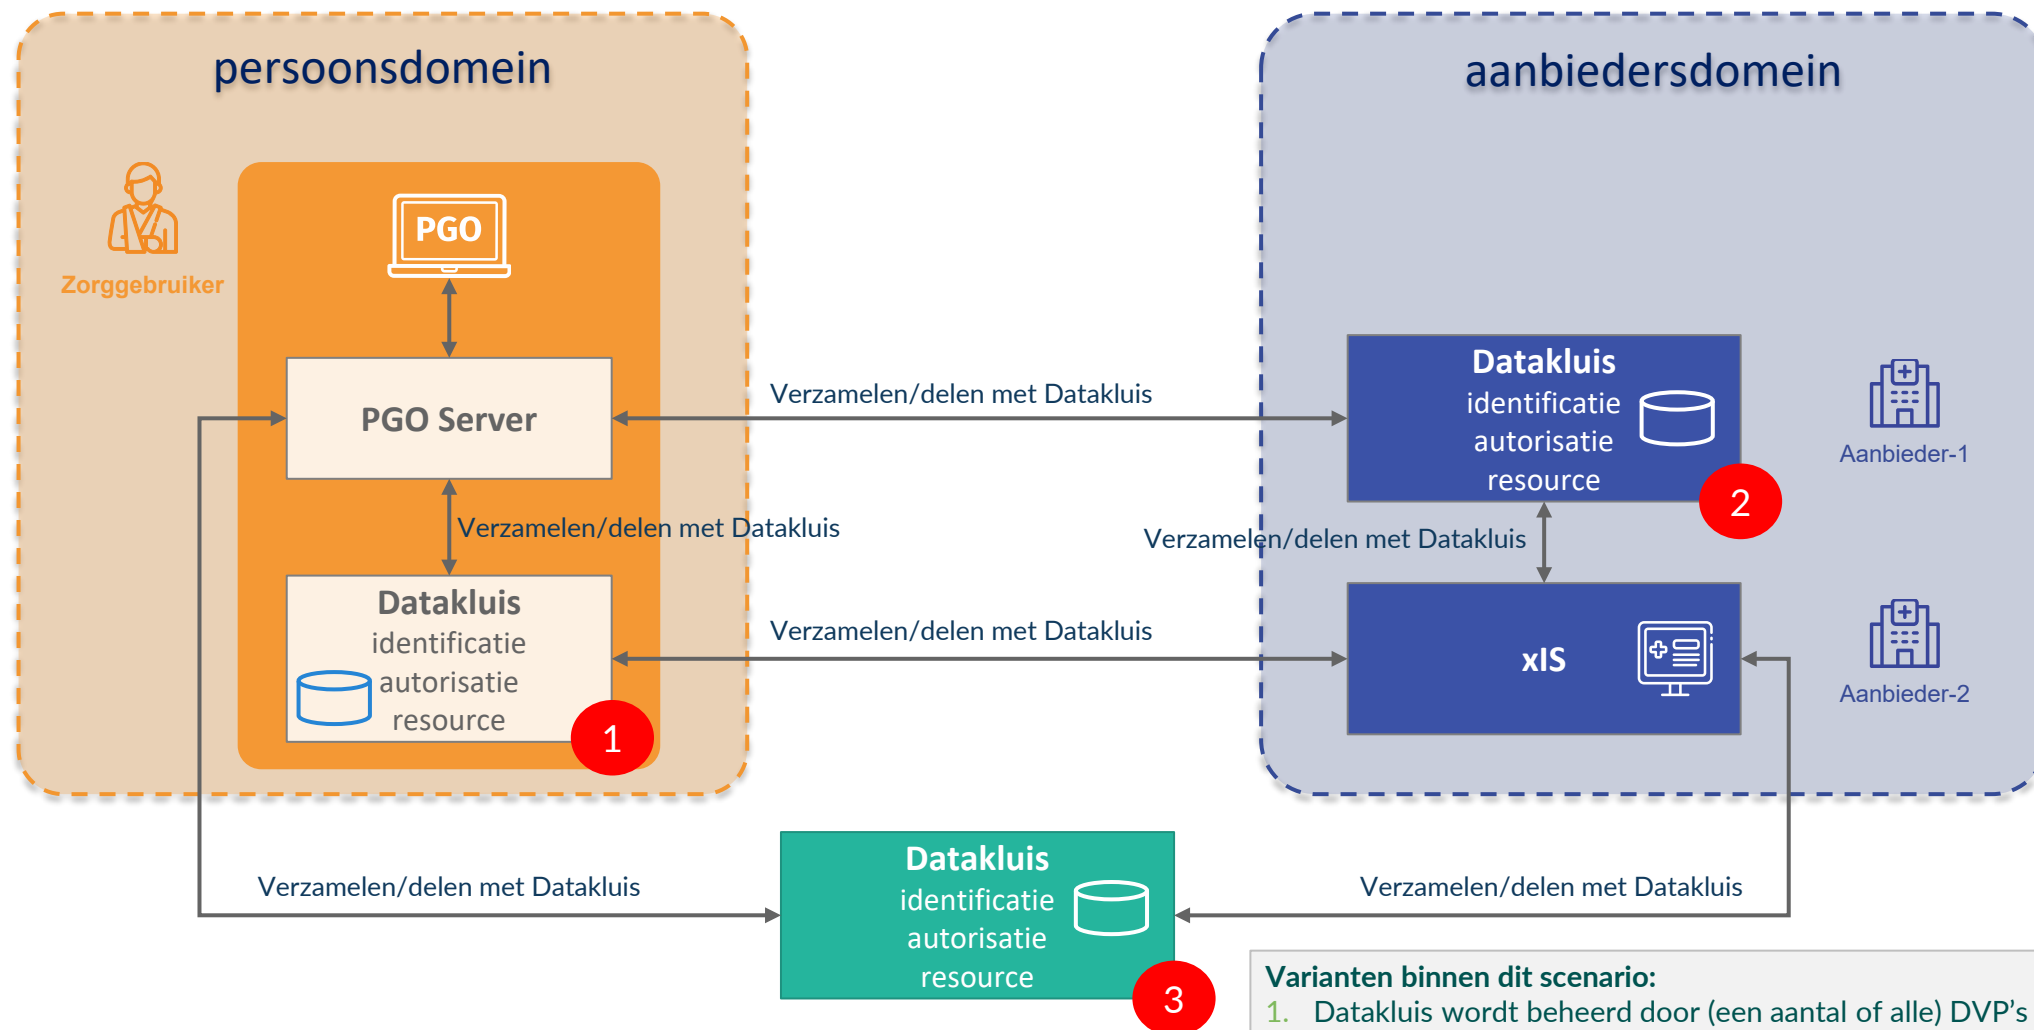 persoonsdomein
aanbiedersdomein
Zorggebruiker
PGO
PGO Server
Verzamelen/delen met Datakluis
Datakluis
identificatie
autorisatie
resource
2
Aanbieder-1
Verzamelen/delen met Datakluis
Verzamelen/delen met Datakluis
Datakluis
identificatie
autorisatie
resource
1
Verzamelen/delen met Datakluis
xIS
Aanbieder-2
Verzamelen/delen met Datakluis
Datakluis
identificatie
autorisatie
resource
3
Verzamelen/delen met Datakluis
Varianten binnen dit scenario:
1. Datakluis wordt beheerd door (een aantal of alle) DVP's